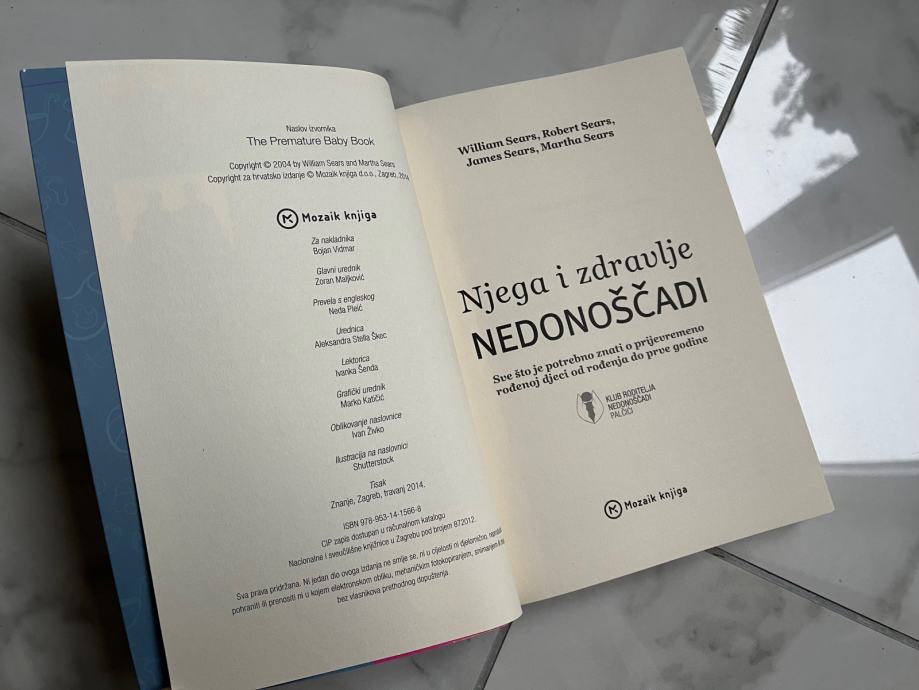 Naslov izvornika
The Premature Baby Book
Copyright © 2004 by William Sears and Martha Sears
Copyright za hrvatsko izdanje © Mozaik knjiga d.o.o., Zagreb, 2014
Mozaik knjiga
Za nakladnika
Bojan Vidmar
Glavni urednik
Zoran Maljković
Prevela s engleskog
Neda Pleić
Urednica
Aleksandra Stella Škec
Lektorica
Ivanka Šenda
Grafički urednik
Marko Katičić
Oblikovanje naslovnice
Ivan Živko
Ilustracija na naslovnici
Shutterstock
Tisak
Znanje, Zagreb, travanj 2014.
ISBN 978-953-14-1566-8
CIP zapis dostupan u računalnom katalogu
Nacionalne i sveučilišne knjižnice u Zagrebu pod brojem 872012.
Sva prava pridržana. Ni jedan dio ovoga izdanja ne smije se, ni u cijelosti ni djelomično,
pohraniti ili prenositi ni u kojem elektronskom obliku, mehaničkim fotokopiranjem, snimanjem ili
bez vlasnikova prethodnog dopuštenja.
William Sears, Robert Sears,
James Sears, Martha Sears
Njega i zdravlje
NEDONOŠČADI
Sve što je potrebno znati o prijevremeno
rođenoj djeci od rođenja do prve godine
KLUB RODITELJA
NEDONOŠČADI
PALČIĆI
Mozaik knjiga